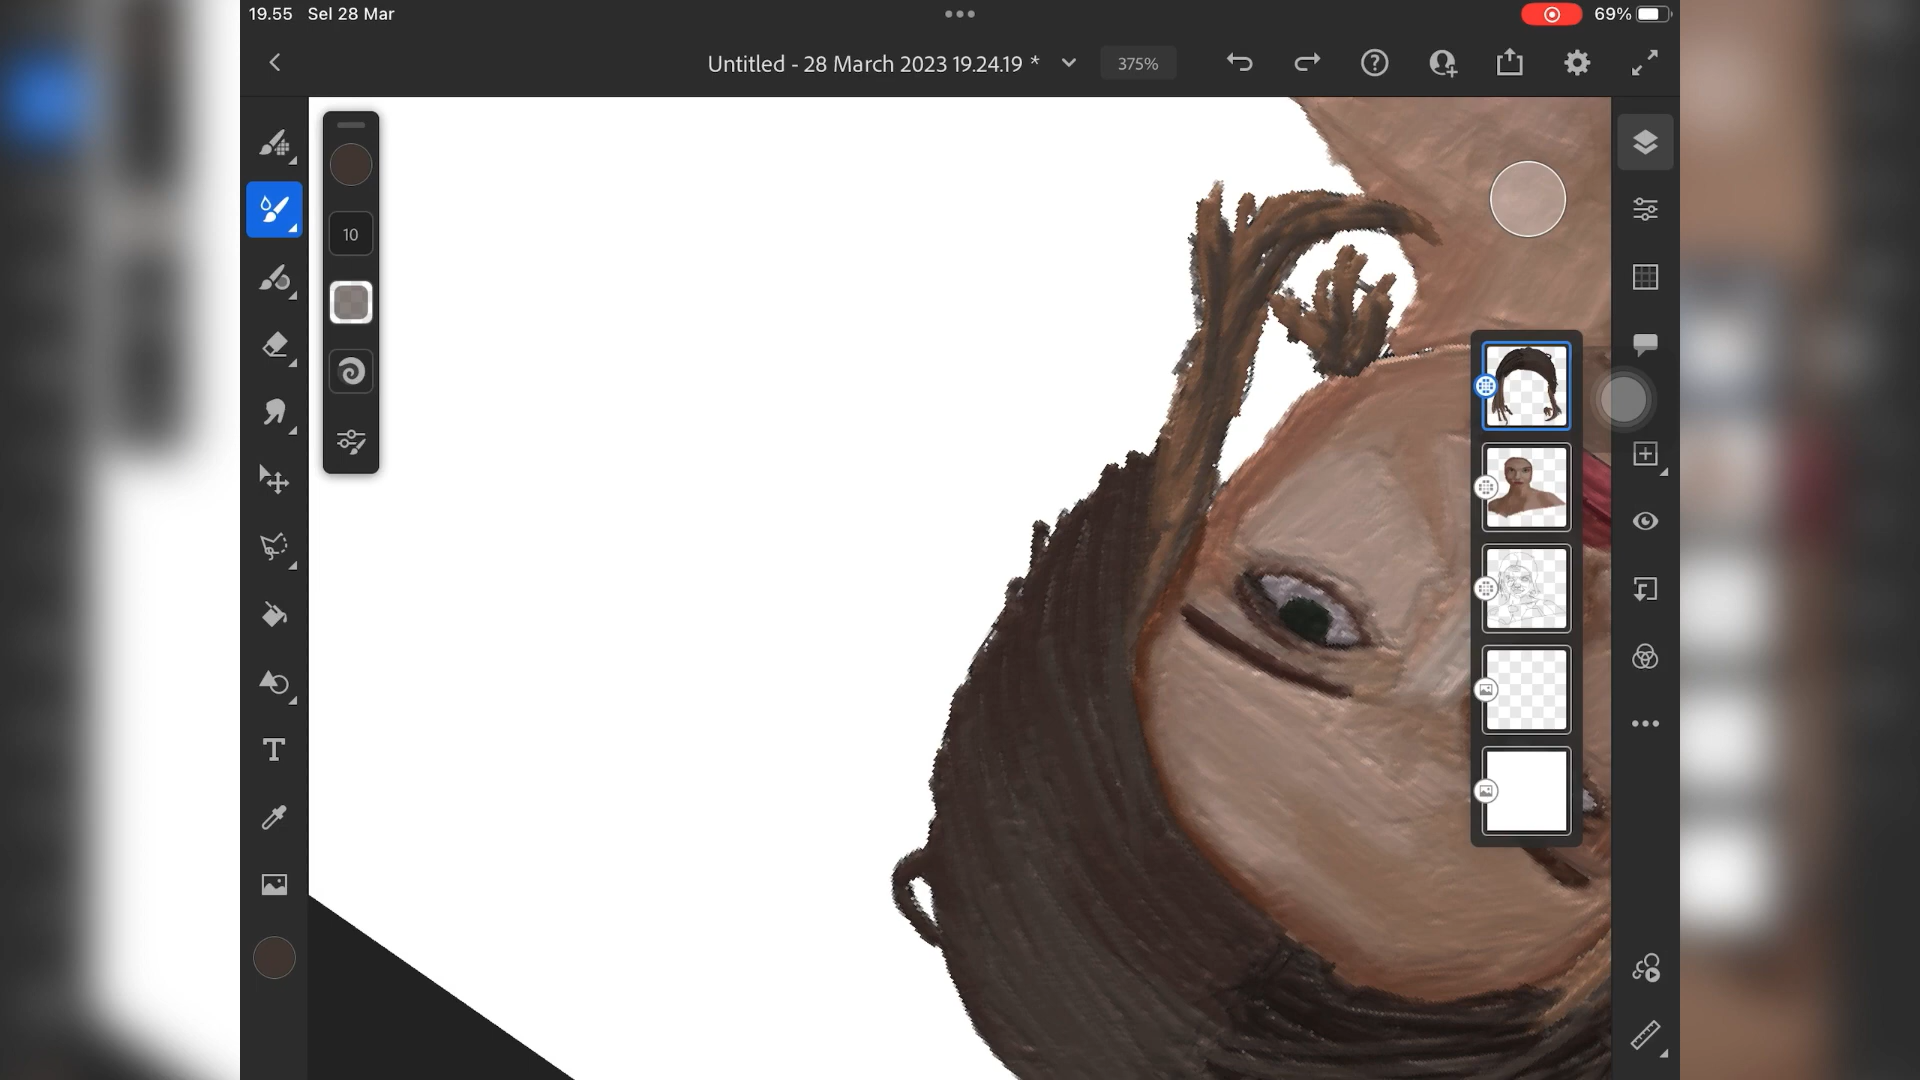 19.55 Sel 28 Mar
69%
Untitled - 28 March 2023 19.24.19 *
375%
10
T